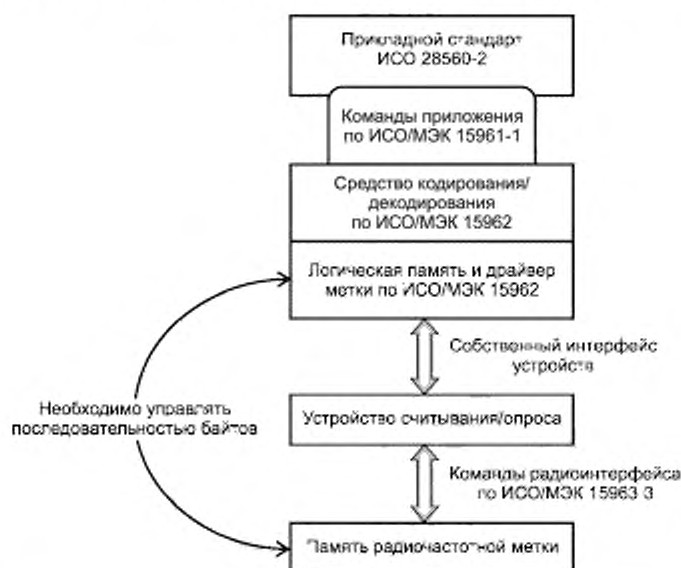 Прикладной стандарт
ИСО 28560-2
Команды приложения
по ИСО/МЭК 15961-1
Средство кодирования/
декодирования
по ИСО/МЭК 15962
Логическая память и драйвер
метки по ИСО/МЭК 15962
Собственный интерфейс
устройств
Необходимо управлять
последовательностью байтов
Устройство считывания/опроса
Команды радиоинтерфейса
по ИСО/МЭК 15963 3
Память радиочастотной метки